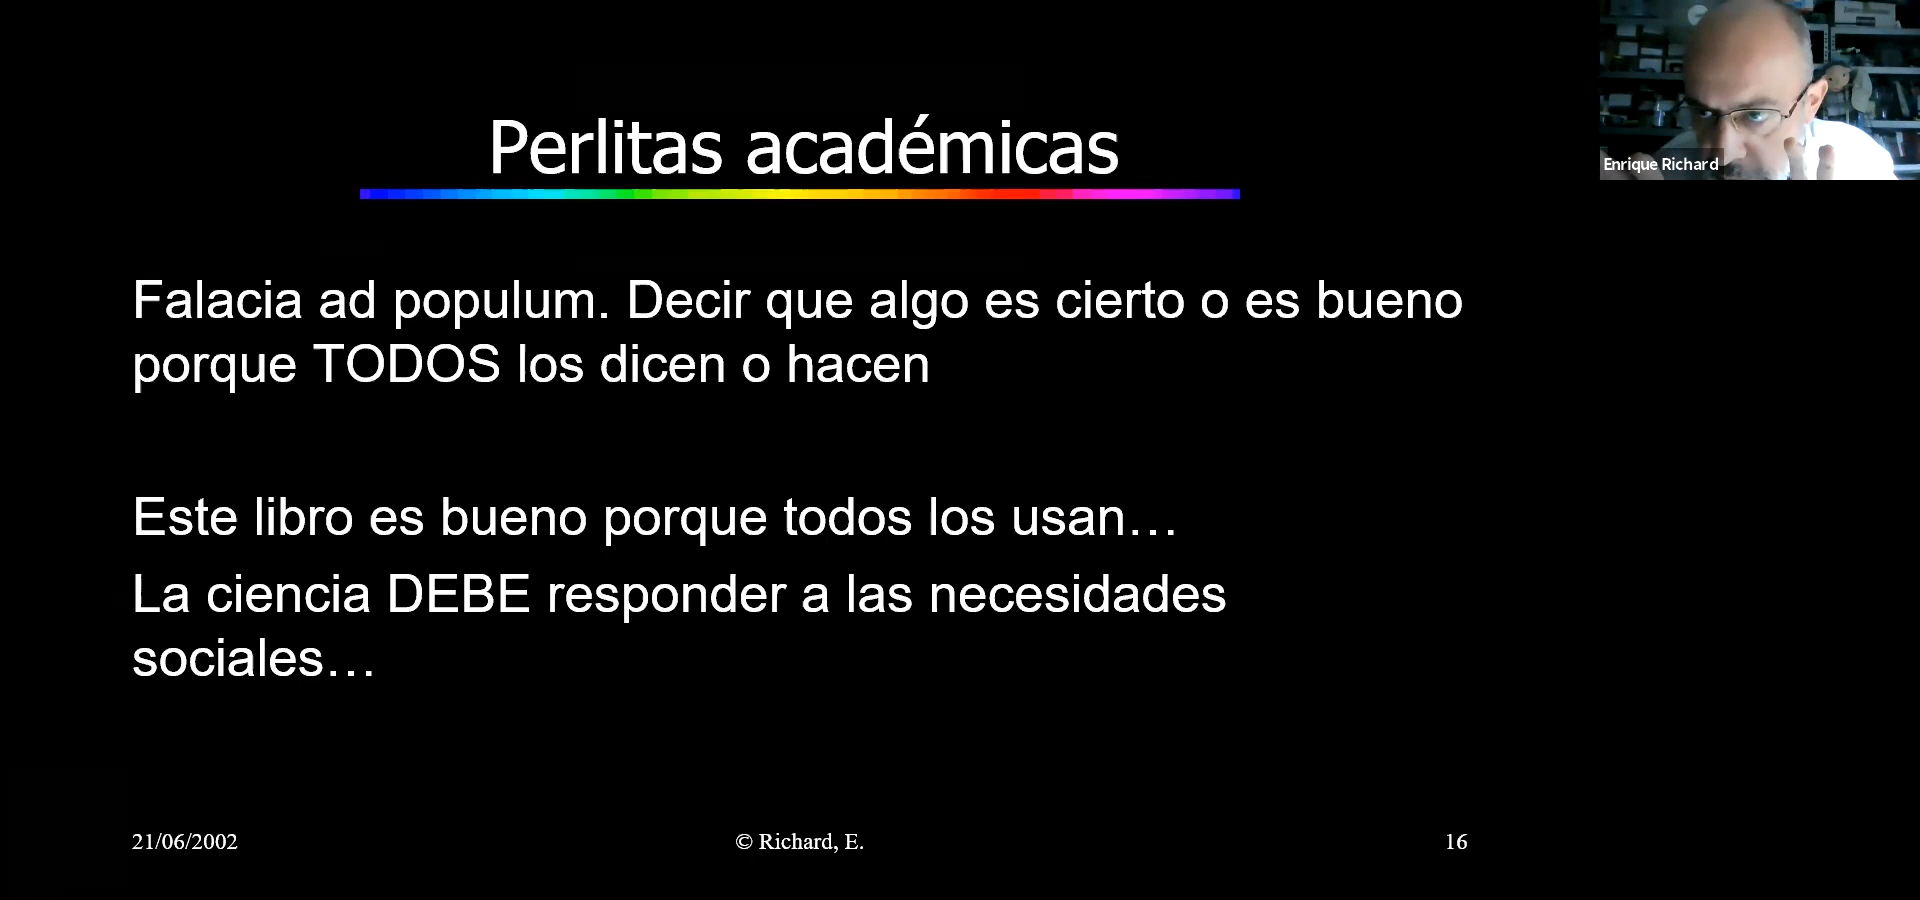 Perlitas académicas
Enrique Richard
Falacia ad populum. Decir que algo es cierto o es bueno
porque TODOS los dicen o hacen
Este libro es bueno porque todos los usan…
La ciencia DEBE responder a las necesidades
sociales…
21/06/2002
© Richard, E.
16